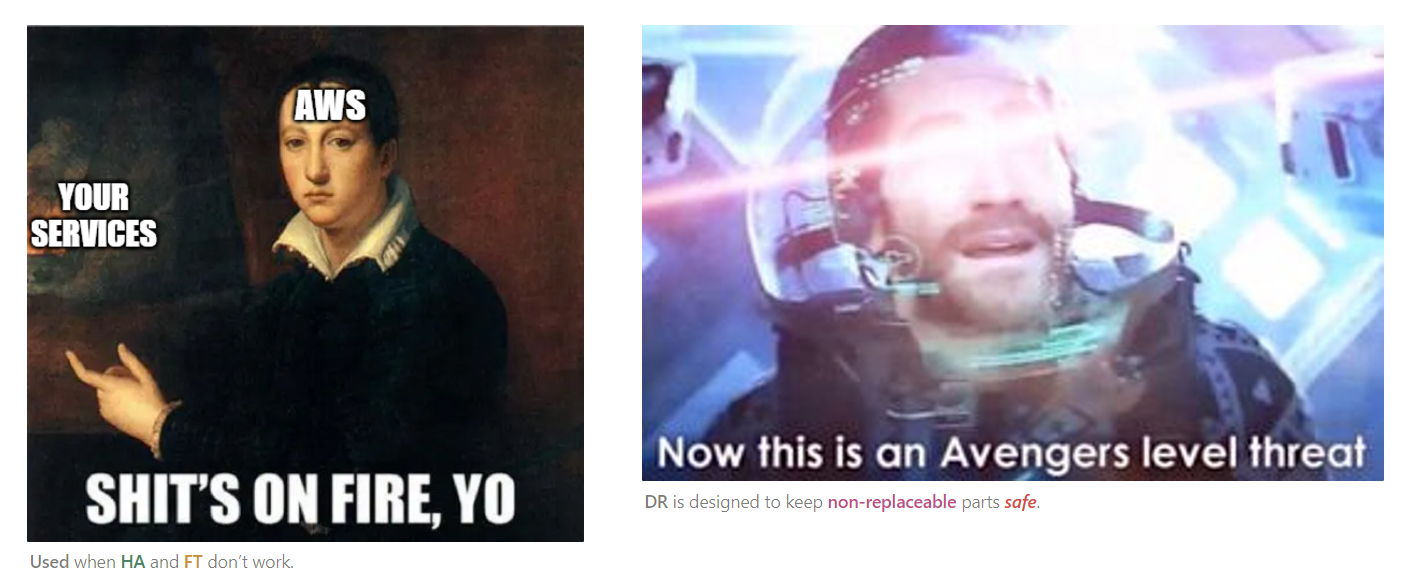 AWS
YOUR
SERVICES
SHIT'S ON FIRE, YO
Used when HA and FT don't work.
Now this is an Avengers level threat
DR is designed to keep non-replaceable parts safe.